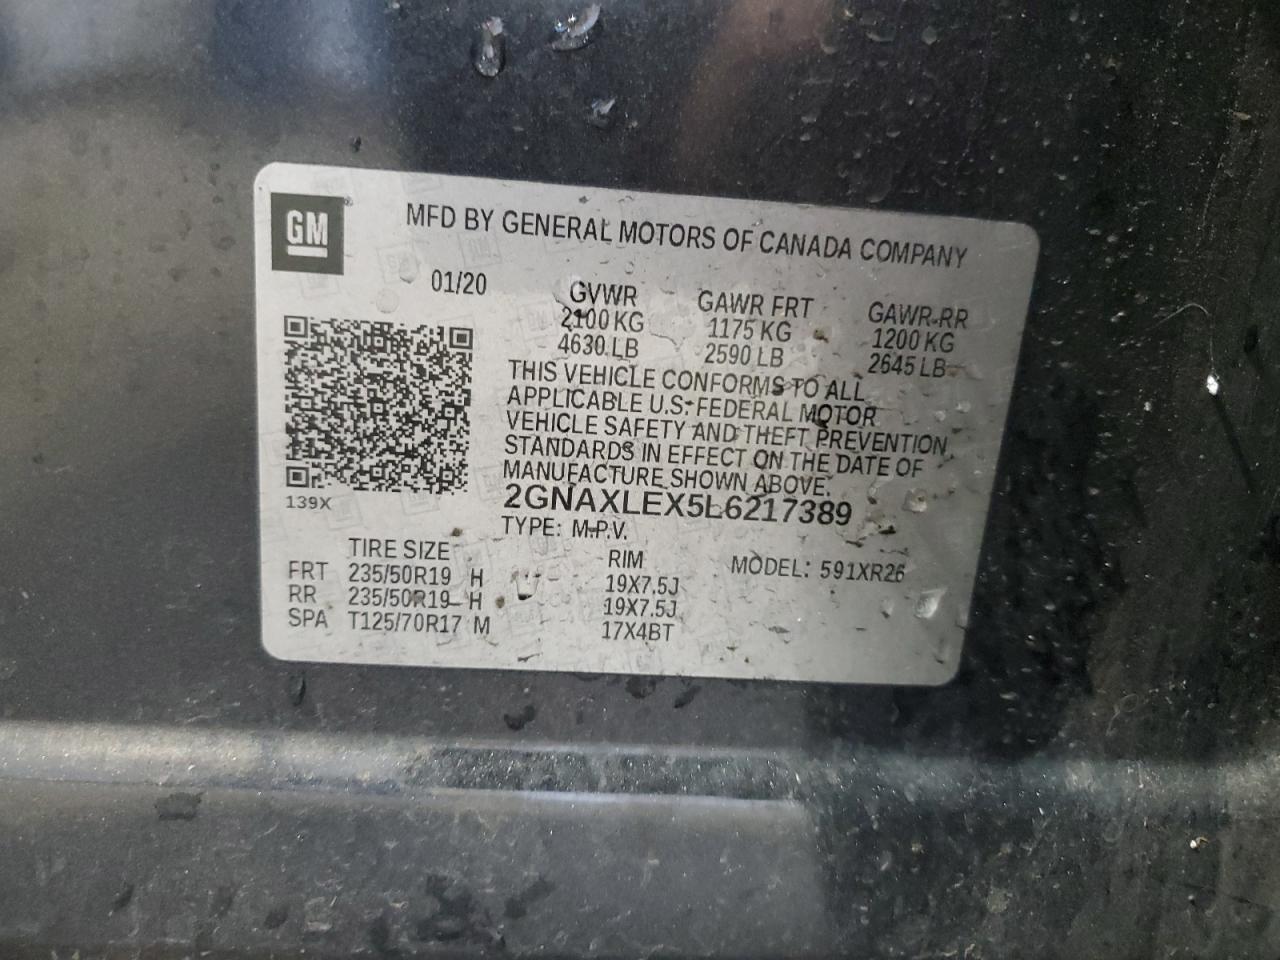 GM
MFD BY GENERAL MOTORS OF CANADA COMPANY
01/20
GVWR GAWR FRT GAWR RR
2100 KG 1175 KG 1200 KG
4630 LB 2590 LB 2645 LB
THIS VEHICLE CONFORMS TO ALL
APPLICABLE U.S. FEDERAL MOTOR
VEHICLE SAFETY AND THEFT PREVENTION
STANDARDS IN EFFECT ON THE DATE OF
MANUFACTURE SHOWN ABOVE.
139X
2GNAXLEX5L6217389
TYPE: M.P.V.
TIRE SIZE RIM MODEL: 591XR26
FRT 235/50R19 H 19X7.5J
RR 235/50R19 H 19X7.5J
SPA T125/70R17 M 17X4BT